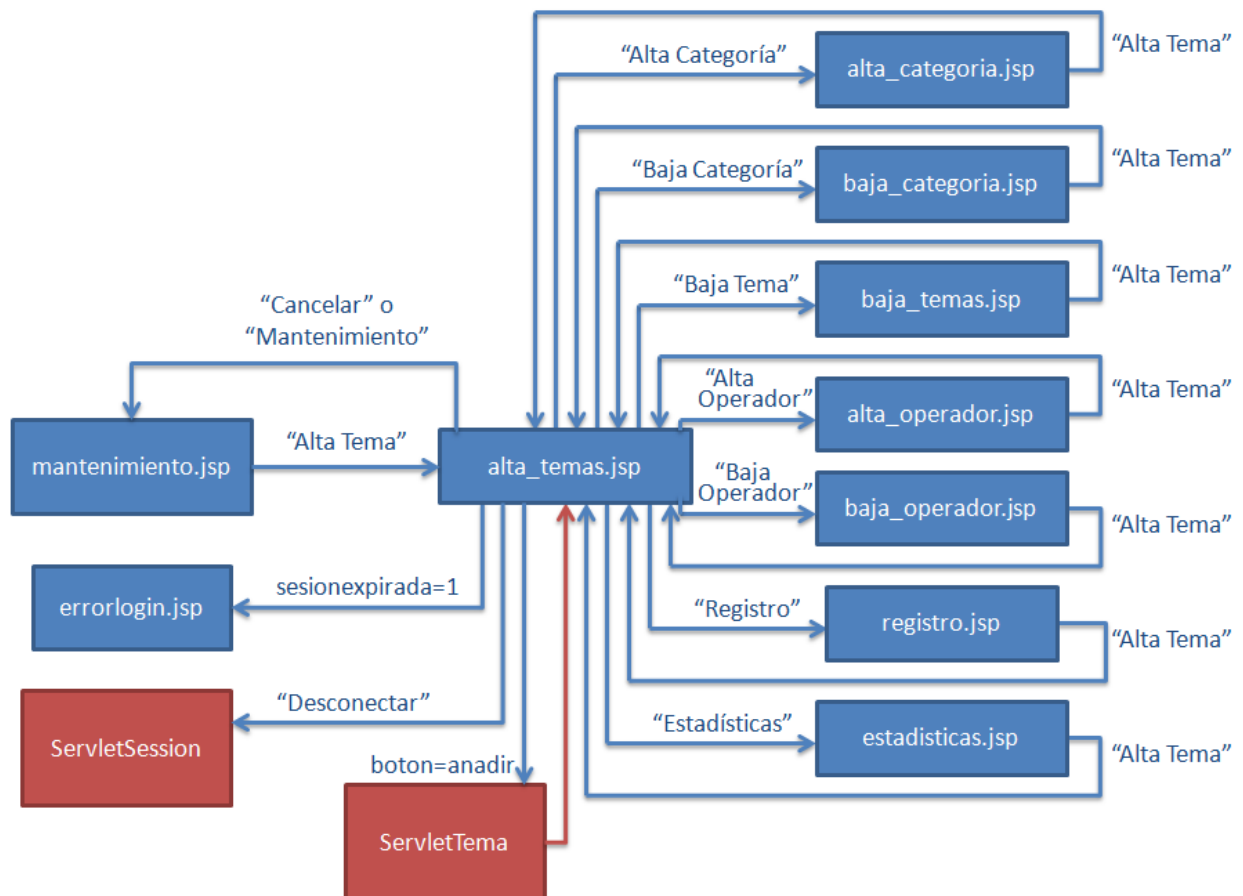 “Alta Tema”
“Alta Categoría”
alta_categoria.jsp
“Alta Tema”
“Baja Categoría”
baja_categoria.jsp
“Alta Tema”
“Baja Tema”
baja_temas.jsp
“Cancelar” o
“Mantenimiento”
“Alta
Operador”
alta_operador.jsp
“Alta Tema”
mantenimiento.jsp
“Alta Tema”
alta_temas.jsp
“Baja
Operador”
baja_operador.jsp
“Alta Tema”
errorlogin.jsp
sesionexpirada=1
“Registro”
registro.jsp
“Alta Tema”
ServletSession
“Desconectar”
“Estadísticas”
estadisticas.jsp
“Alta Tema”
boton=anadir
ServletTema